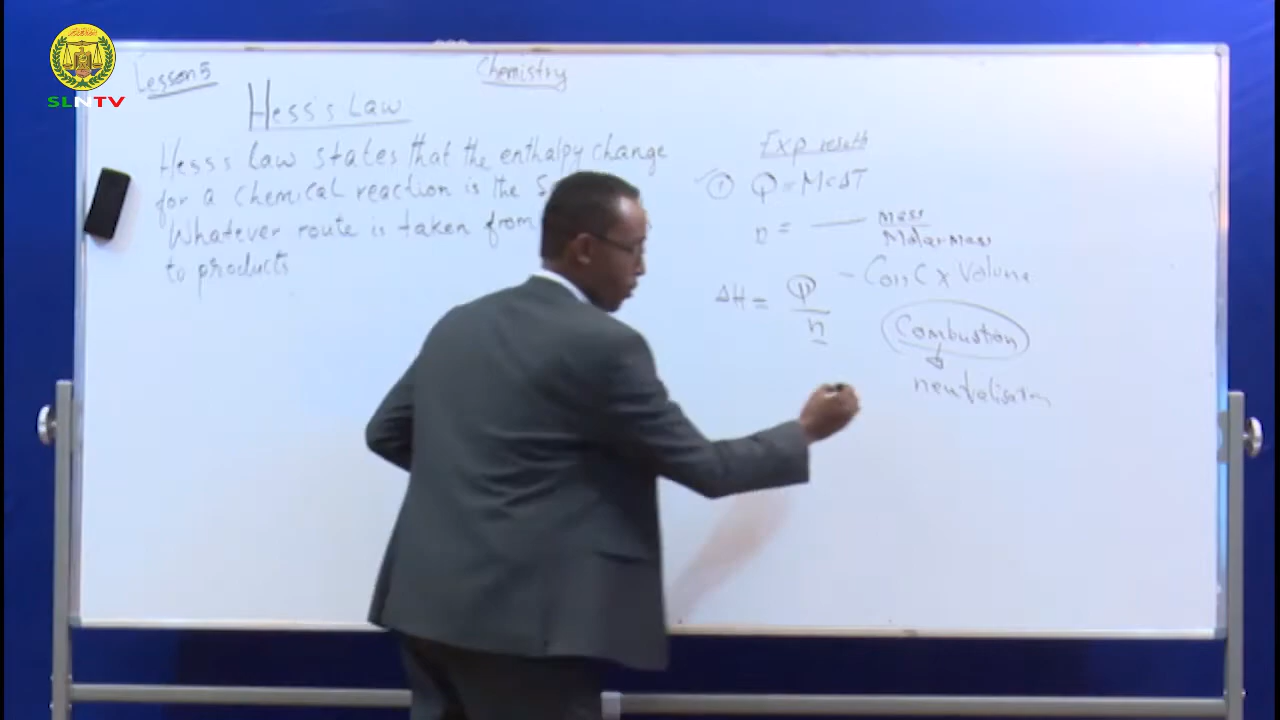 SLNTV
Lesson 5
Chemistry
Hess's Law
Hess's Law states that the enthalpy change
for a chemical reaction is the
Whatever route is taken from
to products
Exp result
① Q = McΔT
n = —— Mass
Molar mass
– Conc x Volume
ΔH = Q
n
Combustion
neutralisation